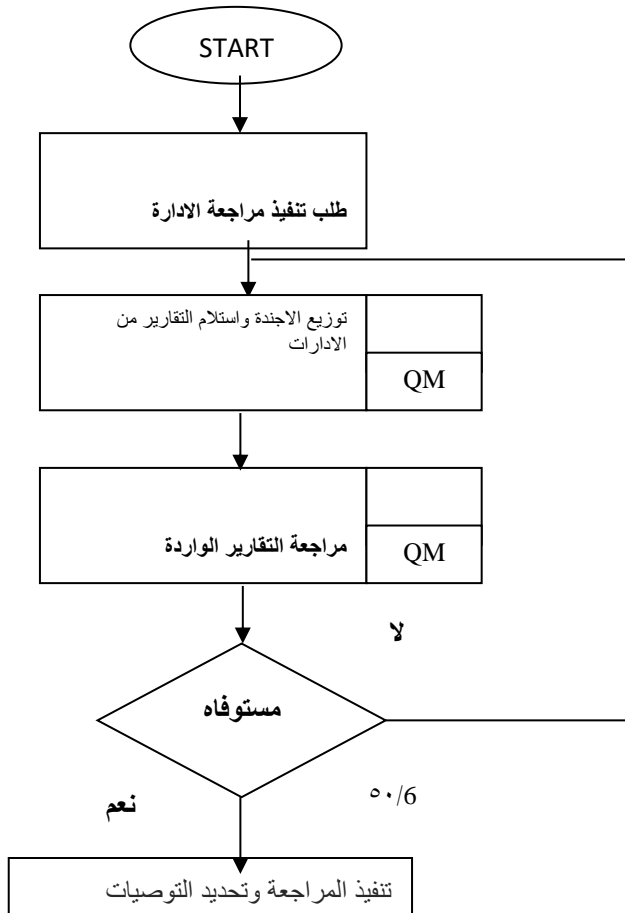 START
طلب تنفيذ مراجعة الادارة
توزيع الاجندة واستلام التقارير من
الادارات
QM
مراجعة التقارير الواردة
QM
لا
مستوفاه
٥٠/6
نعم
تنفيذ المراجعة وتحديد التوصيات